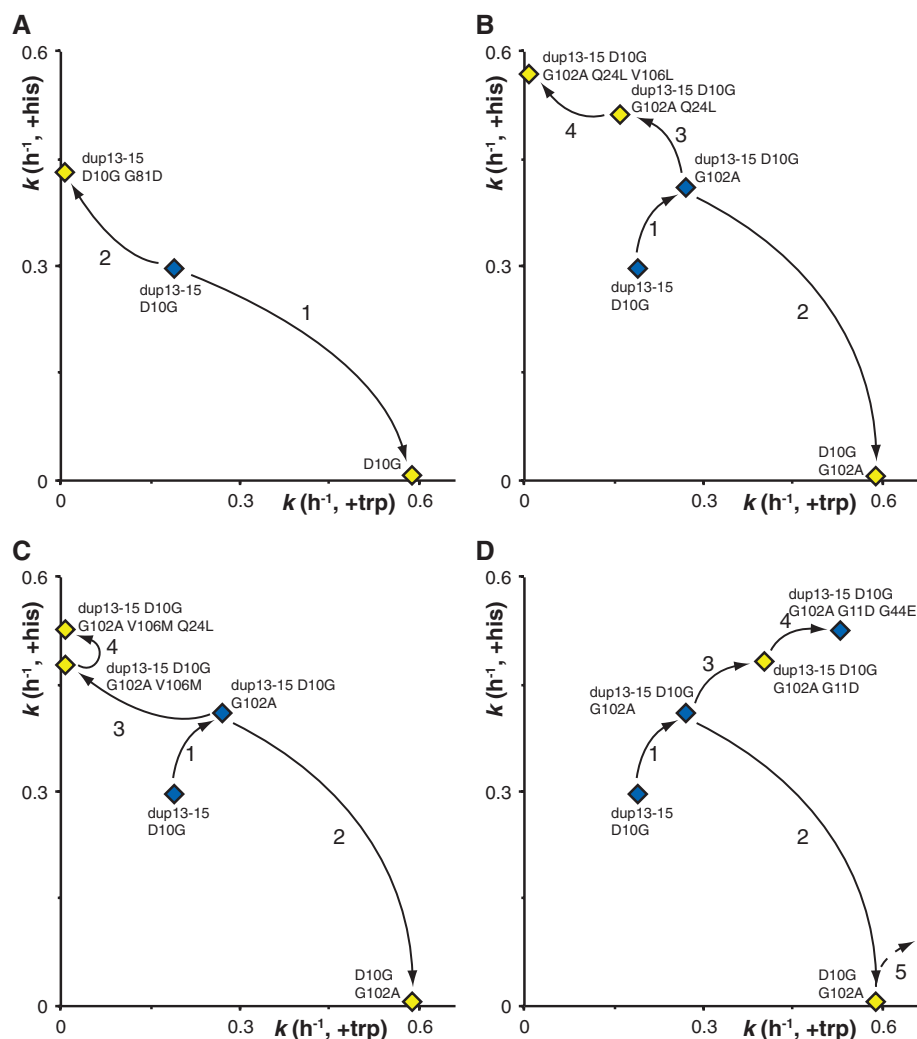 A
0.6
k (h-1, +his)
dup13-15
D10G G81D
2
0.3
dup13-15
D10G
1
D10G
0
0
0.3
0.6
k (h-1, +trp)
B
0.6
k (h-1, +his)
dup13-15 D10G
G102A Q24L V106L
dup13-15 D10G
G102A Q24L
4
3
dup13-15 D10G
G102A
1
0.3
dup13-15
D10G
2
D10G
G102A
0
0
0.3
0.6
k (h-1, +trp)
C
0.6
k (h-1, +his)
dup13-15 D10G
G102A V106M Q24L
4
dup13-15 D10G
G102A V106M
dup13-15 D10G
G102A
3
1
0.3
dup13-15
D10G
2
D10G
G102A
0
0
0.3
0.6
k (h-1, +trp)
D
0.6
k (h-1, +his)
dup13-15 D10G
G102A G11D G44E
4
3
dup13-15 D10G
G102A G11D
dup13-15 D10G
G102A
1
0.3
dup13-15
D10G
2
D10G
G102A
5
0
0
0.3
0.6
k (h-1, +trp)